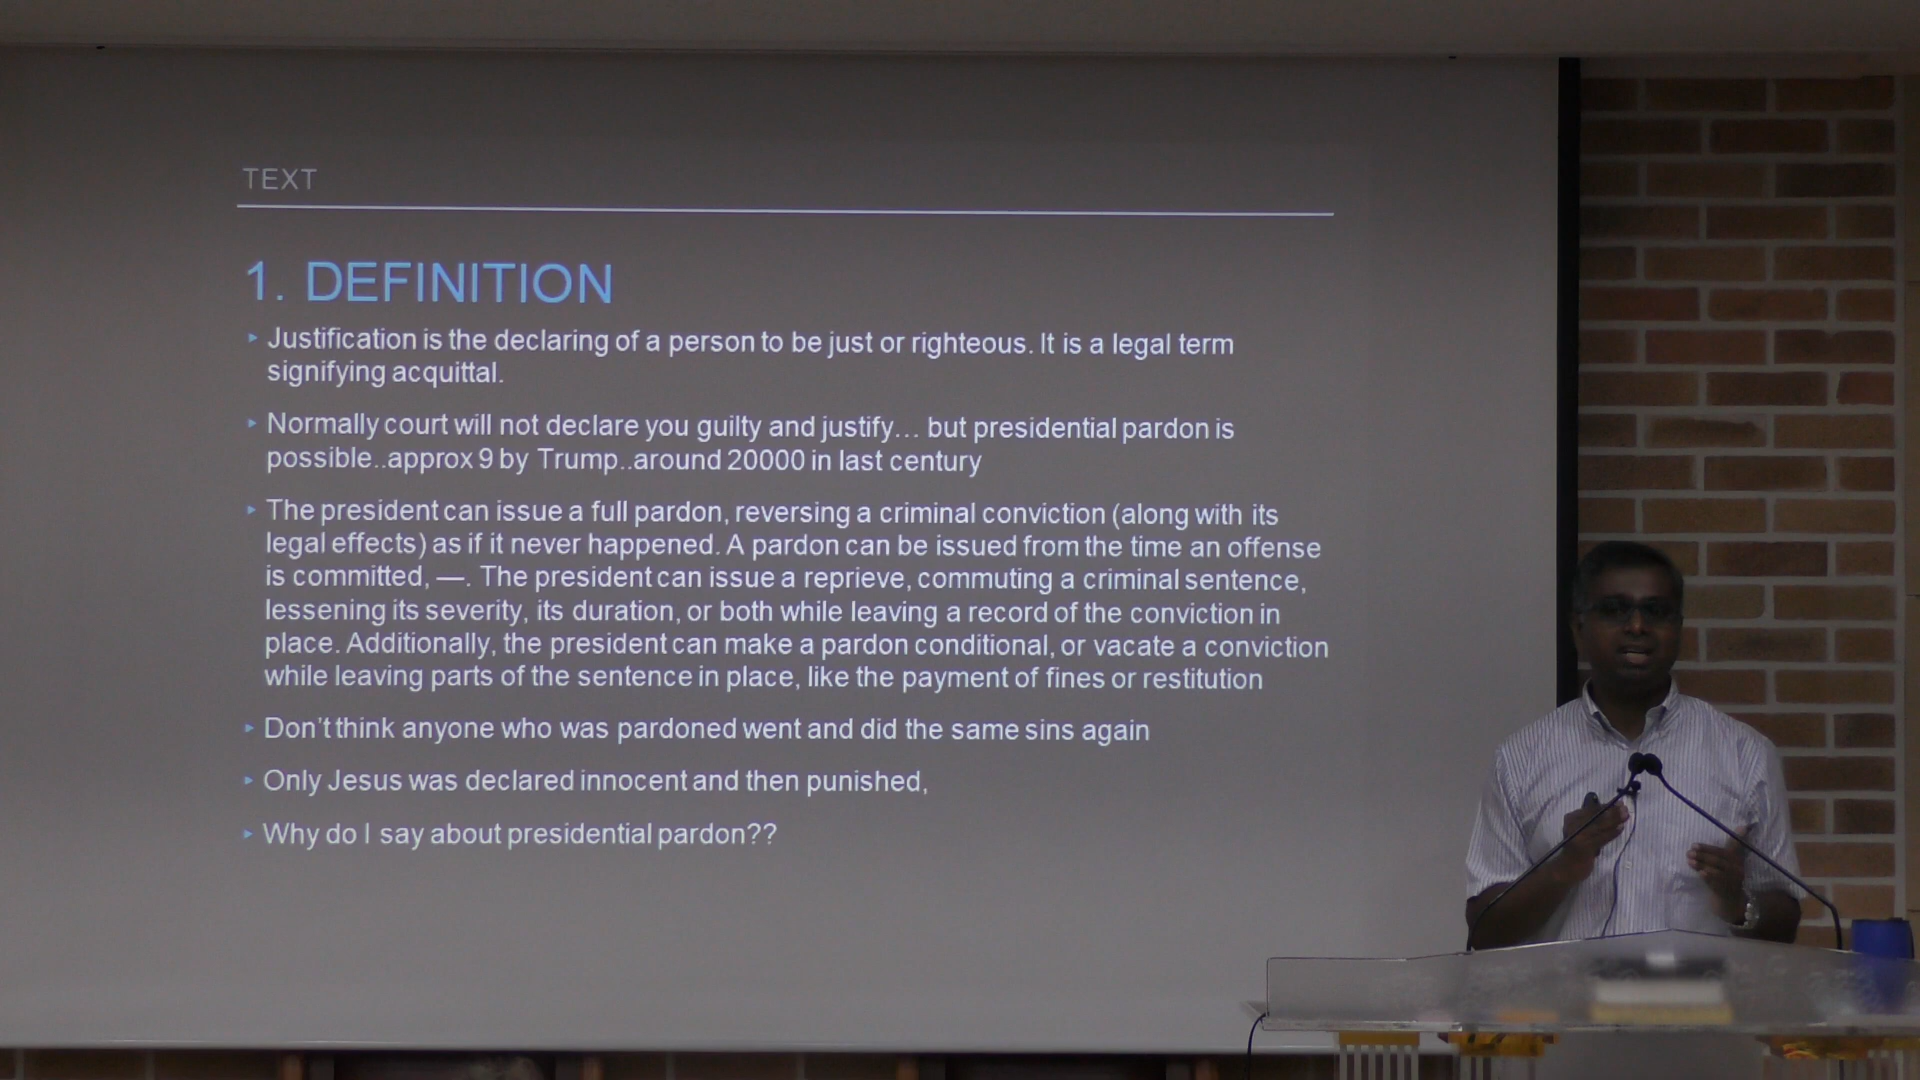 TEXT
1. DEFINITION
▸ Justification is the declaring of a person to be just or righteous. It is a legal term
signifying acquittal.
▸ Normally court will not declare you guilty and justify... but presidential pardon is
possible..approx 9 by Trump..around 20000 in last century
▸ The president can issue a full pardon, reversing a criminal conviction (along with its
legal effects) as if it never happened. A pardon can be issued from the time an offense
is committed, —. The president can issue a reprieve, commuting a criminal sentence,
lessening its severity, its duration, or both while leaving a record of the conviction in
place. Additionally, the president can make a pardon conditional, or vacate a conviction
while leaving parts of the sentence in place, like the payment of fines or restitution
▸ Don't think anyone who was pardoned went and did the same sins again
▸ Only Jesus was declared innocent and then punished,
▸ Why do I say about presidential pardon??